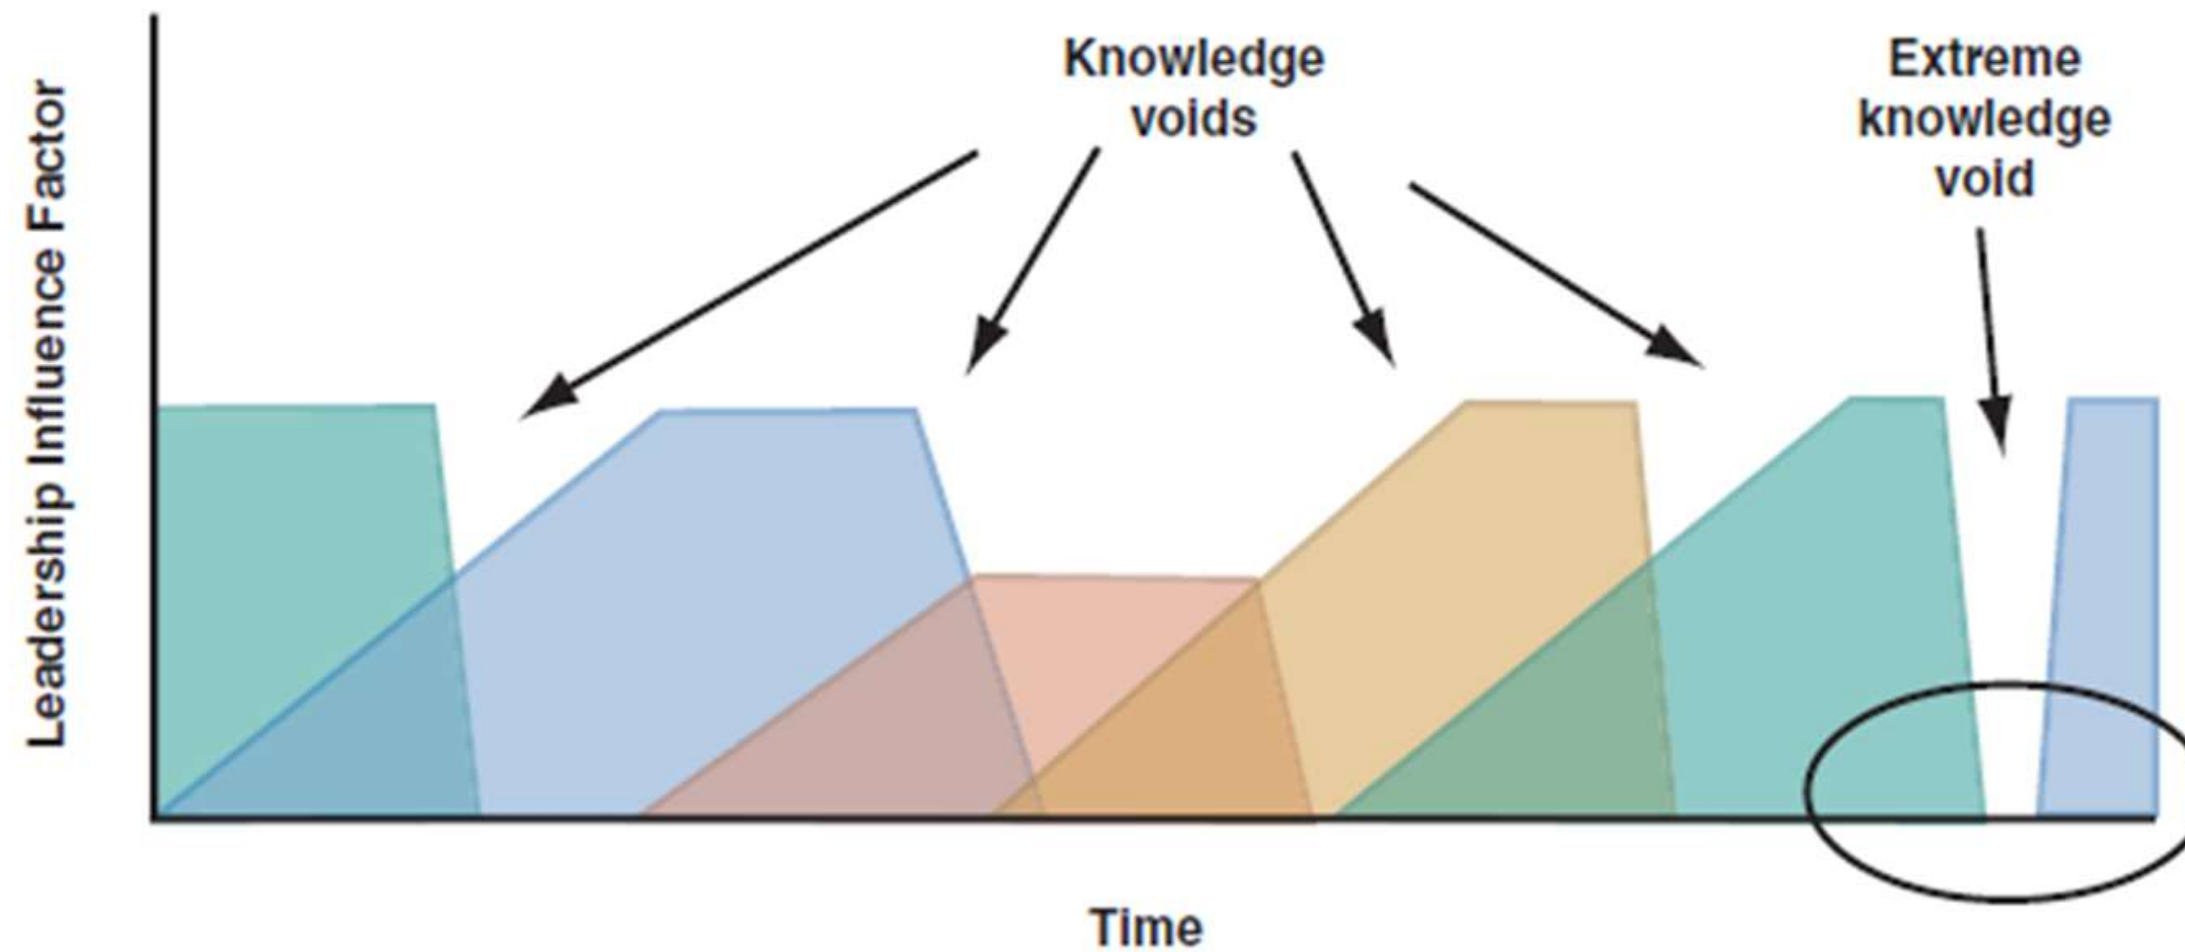 Leadership Influence Factor
Knowledge
voids
Extreme
knowledge
void
Time